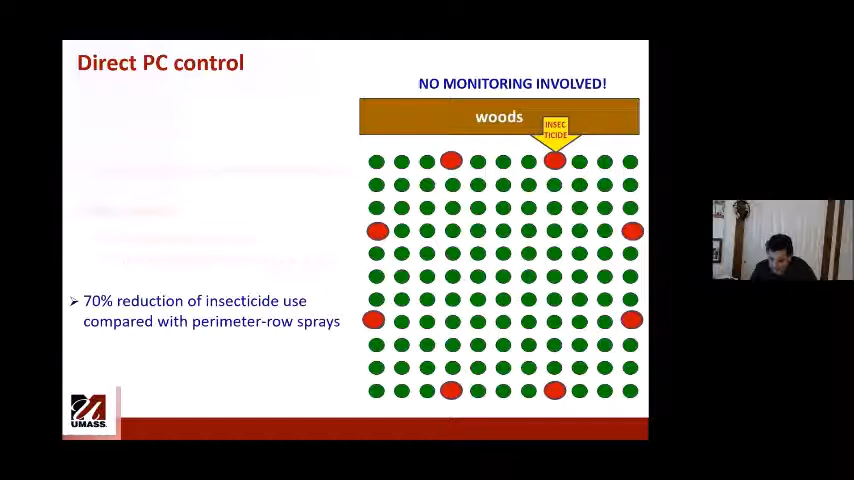 Direct PC control
NO MONITORING INVOLVED!
woods
INSEC
TICIDE
➢ 70% reduction of insecticide use
compared with perimeter-row sprays
UMASS